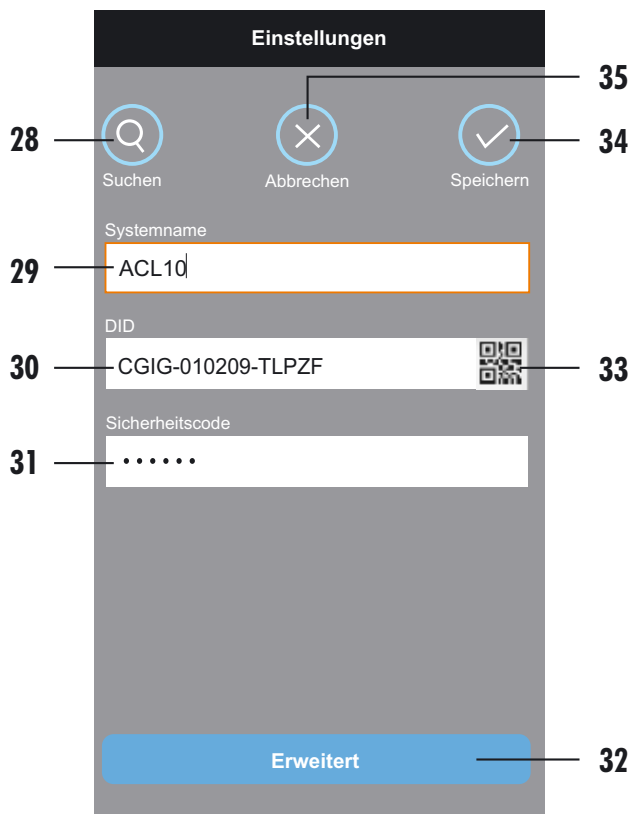 Einstellungen
35
28
34
Suchen Abbrechen Speichern
Systemname
29 ACL10
DID
30 CGIG-010209-TLPZF 33
Sicherheitscode
31 ······
Erweitert 32